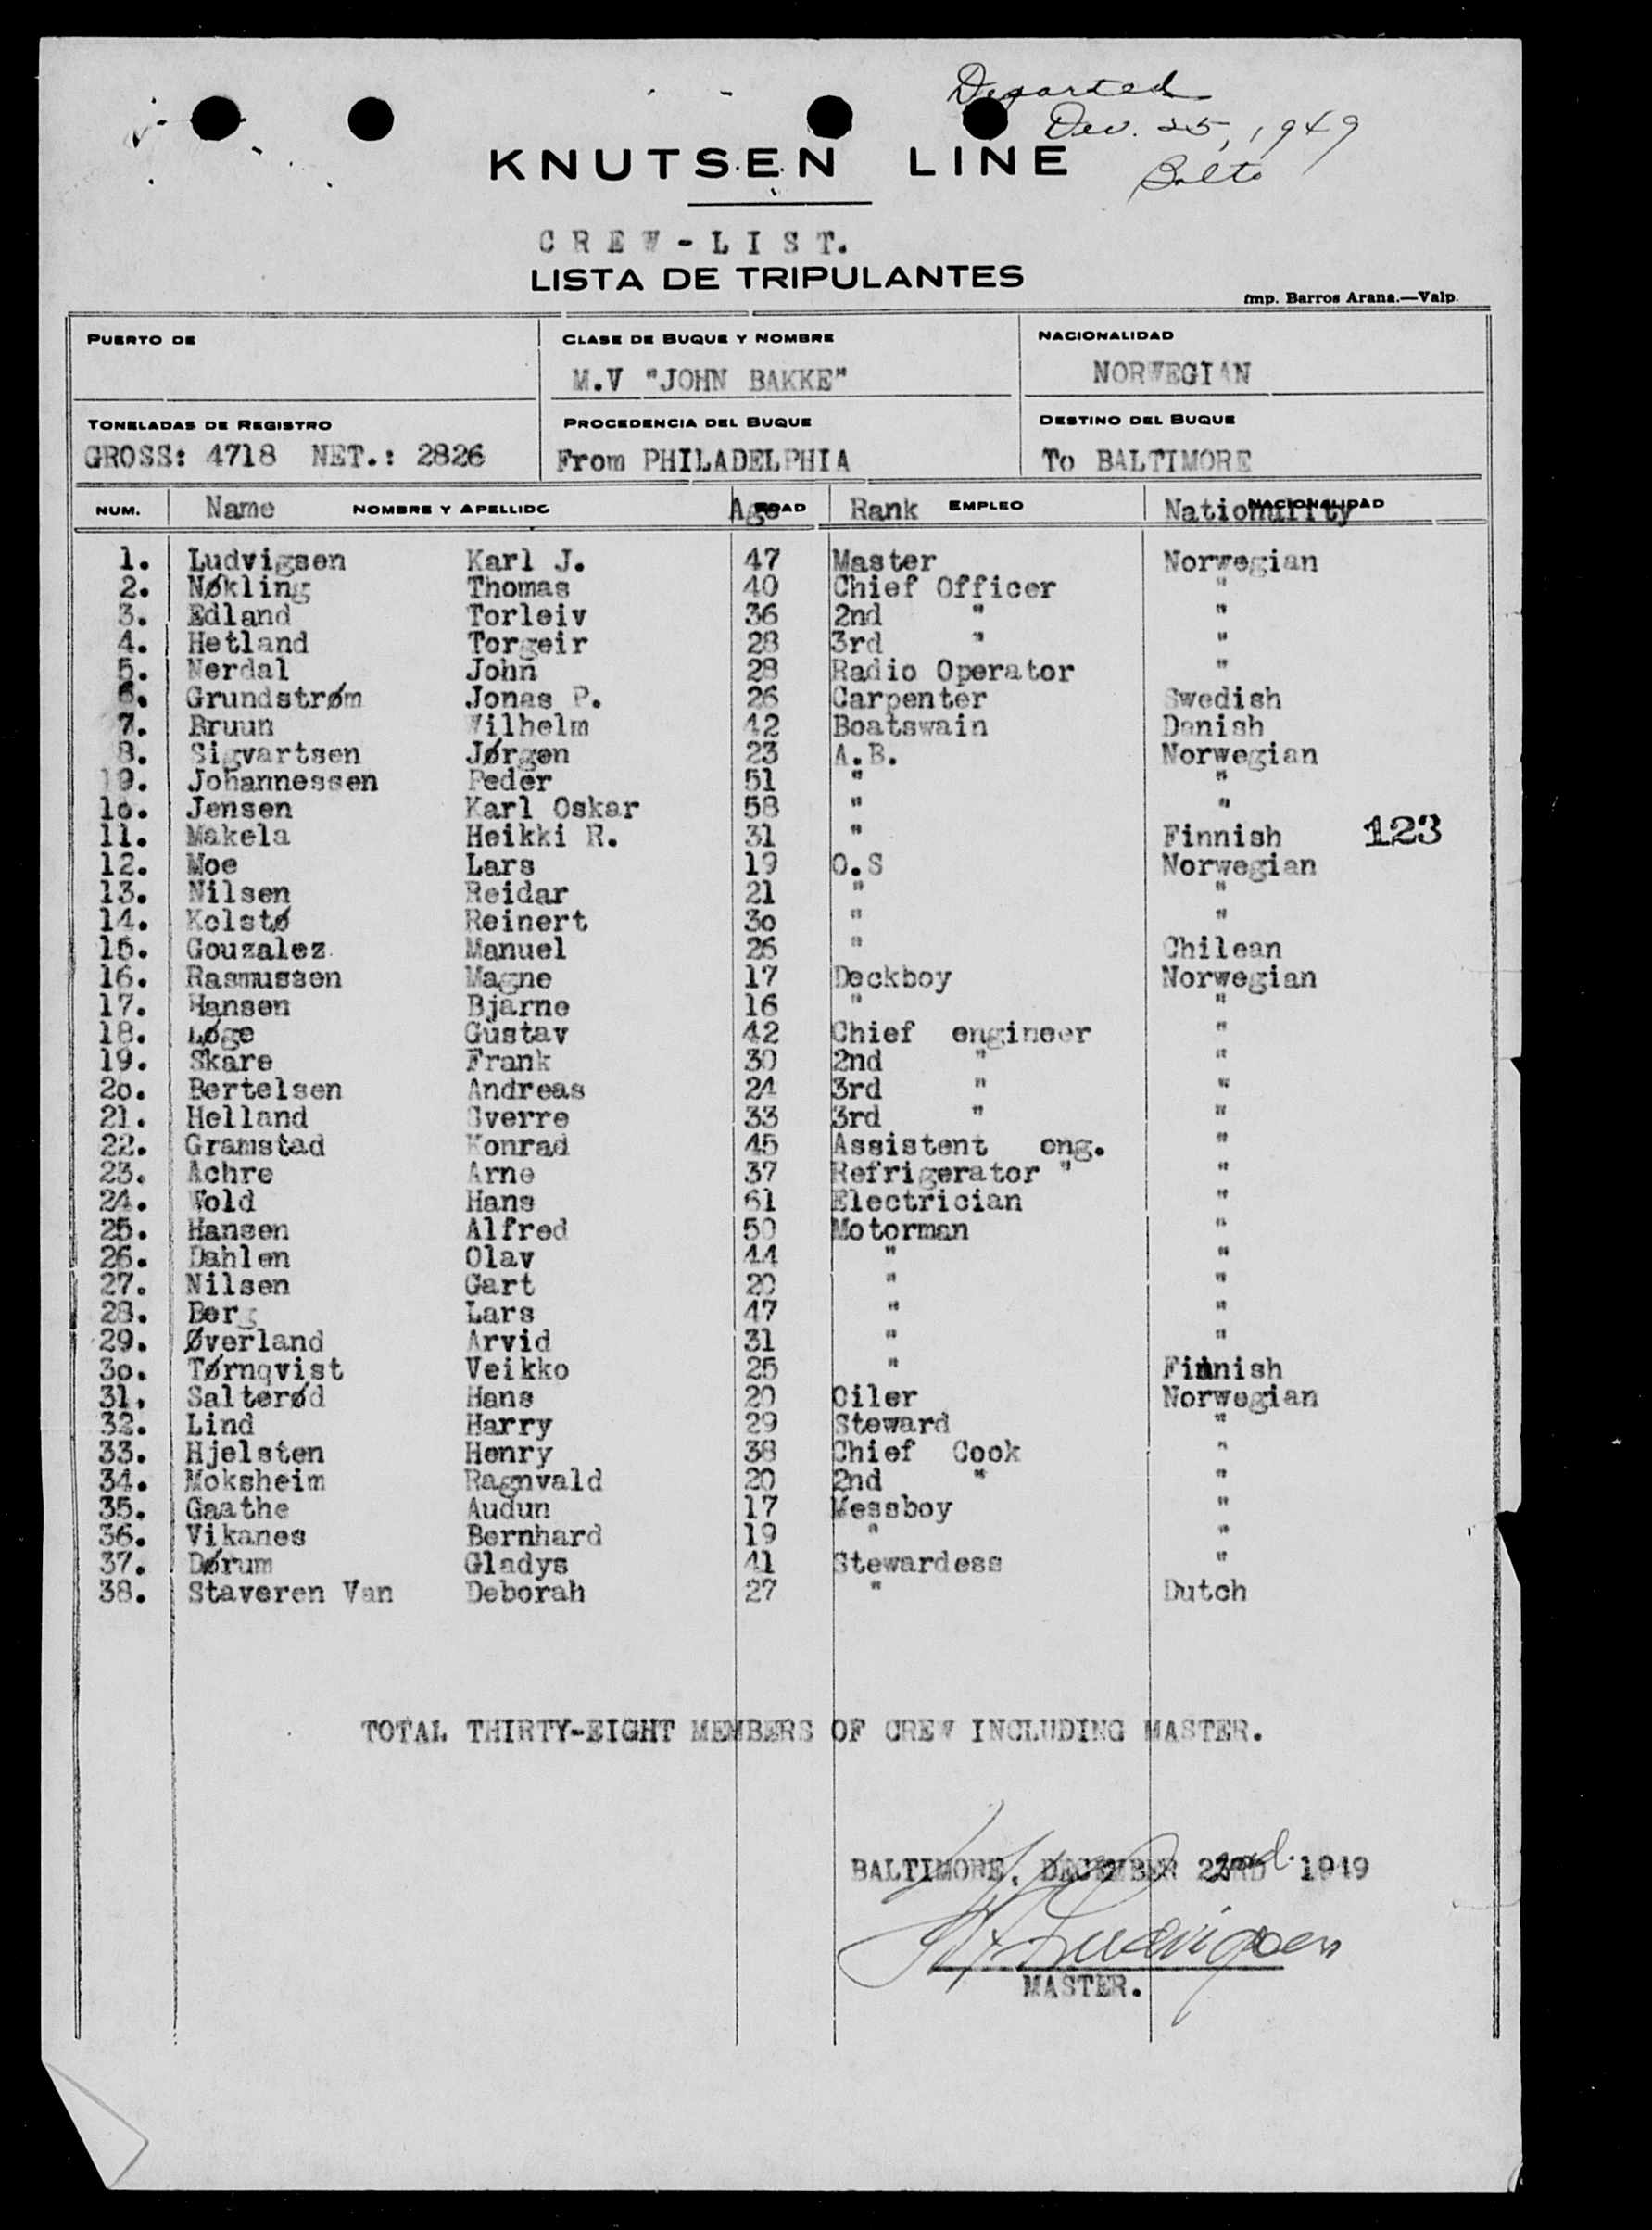 Departed
Dec. 25, 1949
Balto
KNUTSEN LINE
CREW-LIST.
LISTA DE TRIPULANTES
Imp. Barros Arana.—Valp.
PUERTO DE
CLASE DE BUQUE Y NOMBRE
NACIONALIDAD
M.V "JOHN BAKKE"
NORWEGIAN
TONELADAS DE REGISTRO
PROCEDENCIA DEL BUQUE
DESTINO DEL BUQUE
GROSS: 4718 NET.: 2826
From PHILADELPHIA
To BALTIMORE
NUM. Name NOMBRE Y APELLIDO Age EDAD Rank EMPLEO Nationality NACIONALIDAD
1. Ludvigsen Karl J. 47 Master Norwegian
2. Nøkling Thomas 40 Chief Officer "
3. Edland Torleiv 36 2nd " "
4. Hetland Torgeir 28 3rd " "
5. Nerdal John 28 Radio Operator "
6. Grundstrøm Jonas P. 26 Carpenter Swedish
7. Bruun Vilhelm 42 Boatswain Danish
8. Sigvartsen Jørgen 23 A.B. Norwegian
9. Johannessen Peder 51 " "
1o. Jensen Karl Oskar 58 " "
11. Makela Heikki R. 31 " Finnish 123
12. Moe Lars 19 O.S Norwegian
13. Nilsen Reidar 21 " "
14. Kolstø Reinert 3o " "
15. Gouzalez Manuel 26 " Chilean
16. Rasmussen Magne 17 Deckboy Norwegian
17. Hansen Bjarne 16 " "
18. Løge Gustav 42 Chief engineer "
19. Skare Frank 30 2nd " "
2o. Bertelsen Andreas 24 3rd " "
21. Helland Sverre 33 3rd " "
22. Gramstad Konrad 45 Assistent eng. "
23. Achre Arne 37 Refrigerator " "
24. Vold Hans 61 Electrician "
25. Hansen Alfred 50 Motorman "
26. Dahlen Olav 44 " "
27. Nilsen Gart 20 " "
28. Berg Lars 47 " "
29. Øverland Arvid 31 " "
3o. Tørnqvist Veikko 25 " Finnish
31. Salterød Hans 20 Oiler Norwegian
32. Lind Harry 29 Steward "
33. Hjelsten Henry 38 Chief Cook "
34. Moksheim Ragnvald 20 2nd " "
35. Gaathe Audun 17 Messboy "
36. Vikanes Bernhard 19 " "
37. Dørum Gladys 41 Stewardess "
38. Staveren Van Deborah 27 " Dutch
TOTAL THIRTY-EIGHT MEMBERS OF CREW INCLUDING MASTER.
BALTIMORE, DECEMBER 22nd. 1949
Ludvigsen
MASTER.